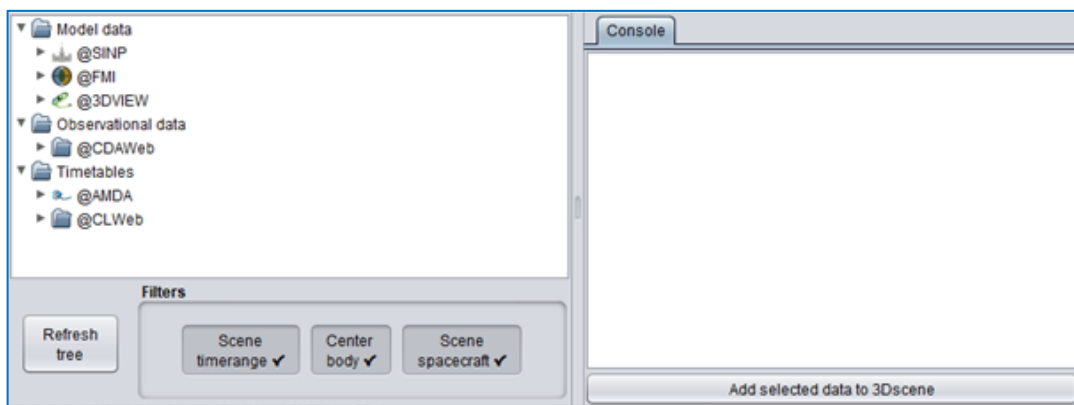 Model data
@SINP
@FMI
@3DVIEW
Observational data
@CDAWeb
Timetables
@AMDA
@CLWeb
Filters
Refresh
tree
Scene
timerange ✔
Center
body ✔
Scene
spacecraft ✔
Console
Add selected data to 3Dscene